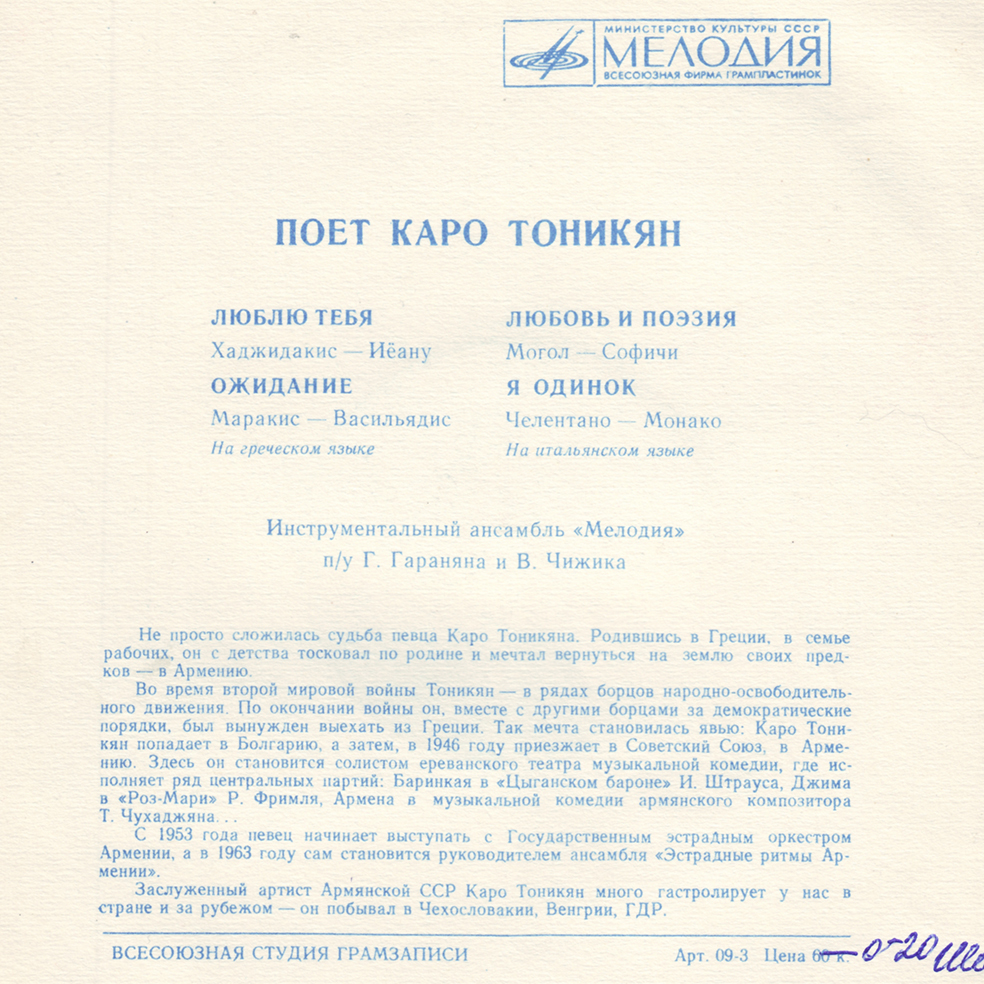 МИНИСТЕРСТВО КУЛЬТУРЫ СССР
МЕЛОДИЯ
ВСЕСОЮЗНАЯ ФИРМА ГРАМПЛАСТИНОК
ПОЕТ КАРО ТОНИКЯН
ЛЮБЛЮ ТЕБЯ
Хаджидакис — Иёану
ОЖИДАНИЕ
Маракис — Васильядис
На греческом языке
ЛЮБОВЬ И ПОЭЗИЯ
Могол — Софичи
Я ОДИНОК
Челентано — Монако
На итальянском языке
Инструментальный ансамбль «Мелодия»
п/у Г. Гараняна и В. Чижика
Не просто сложилась судьба певца Каро Тоникяна. Родившись в Греции, в семье
рабочих, он с детства тосковал по родине и мечтал вернуться на землю своих пред-
ков — в Армению.
Во время второй мировой войны Тоникян — в рядах борцов народно-освободитель-
ного движения. По окончании войны он, вместе с другими борцами за демократические
порядки, был вынужден выехать из Греции. Так мечта становилась явью: Каро Тони-
кян попадает в Болгарию, а затем, в 1946 году приезжает в Советский Союз, в Арме-
нию. Здесь он становится солистом ереванского театра музыкальной комедии, где ис-
полняет ряд центральных партий: Баринкая в «Цыганском бароне» И. Штрауса, Джима
в «Роз-Мари» Р. Фримля, Армена в музыкальной комедии армянского композитора
Т. Чухаджяна...
С 1953 года певец начинает выступать с Государственным эстрадным оркестром
Армении, а в 1963 году сам становится руководителем ансамбля «Эстрадные ритмы Ар-
мении».
Заслуженный артист Армянской ССР Каро Тоникян много гастролирует у нас в
стране и за рубежом — он побывал в Чехословакии, Венгрии, ГДР.
ВСЕСОЮЗНАЯ СТУДИЯ ГРАМЗАПИСИ
Арт. 09-3 Цена 60 к.
0-20